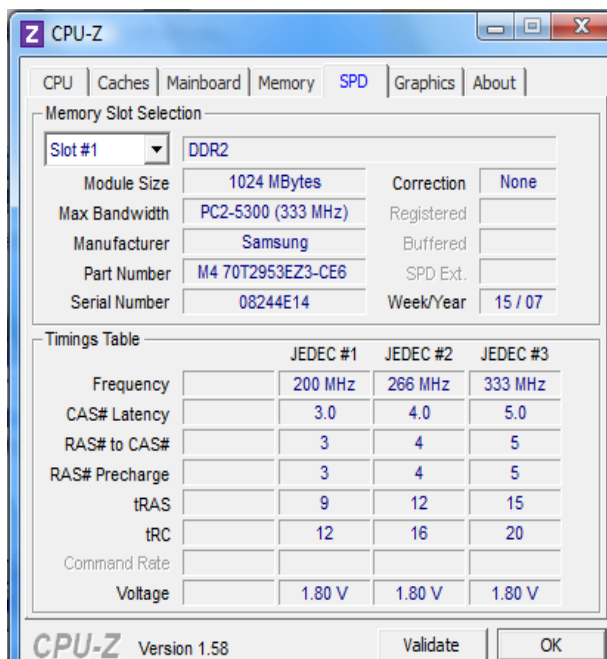 Z CPU-Z
CPU Caches Mainboard Memory SPD Graphics About
Memory Slot Selection
Slot #1 DDR2
Module Size 1024 MBytes Correction None
Max Bandwidth PC2-5300 (333 MHz) Registered
Manufacturer Samsung Buffered
Part Number M4 70T2953EZ3-CE6 SPD Ext.
Serial Number 08244E14 Week/Year 15 / 07
Timings Table
JEDEC #1 JEDEC #2 JEDEC #3
Frequency 200 MHz 266 MHz 333 MHz
CAS# Latency 3.0 4.0 5.0
RAS# to CAS# 3 4 5
RAS# Precharge 3 4 5
tRAS 9 12 15
tRC 12 16 20
Command Rate
Voltage 1.80 V 1.80 V 1.80 V
CPU-Z Version 1.58 Validate OK